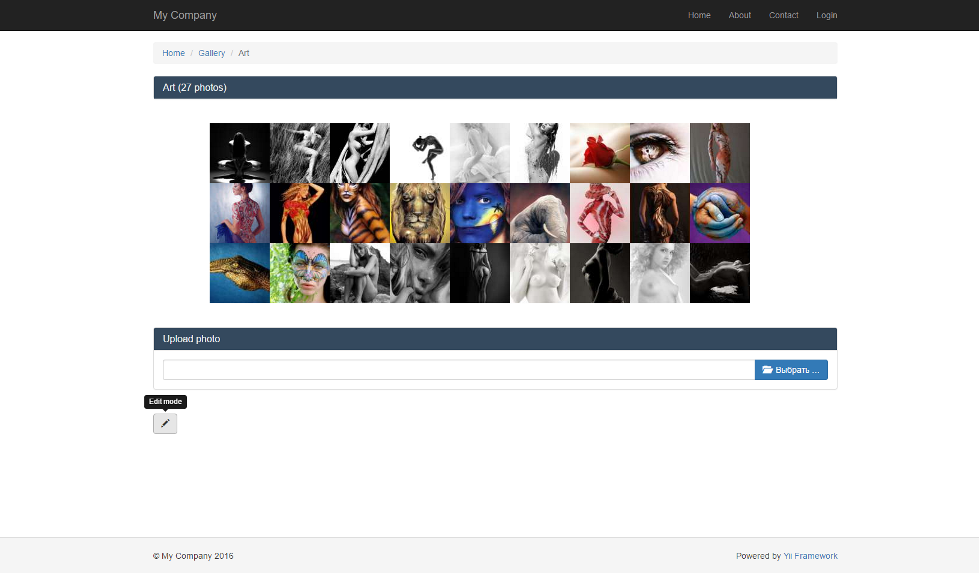 My Company Home About Contact Login
Home / Gallery / Art
Art (27 photos)
Upload photo
Выбрать ...
Edit mode
© My Company 2016 Powered by Yii Framework